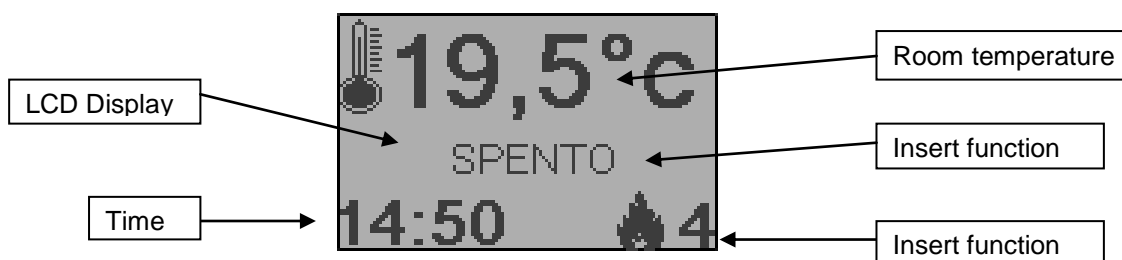 19,5°C
Room temperature
LCD Display
SPENTO
Insert function
Time
14:50
4
Insert function